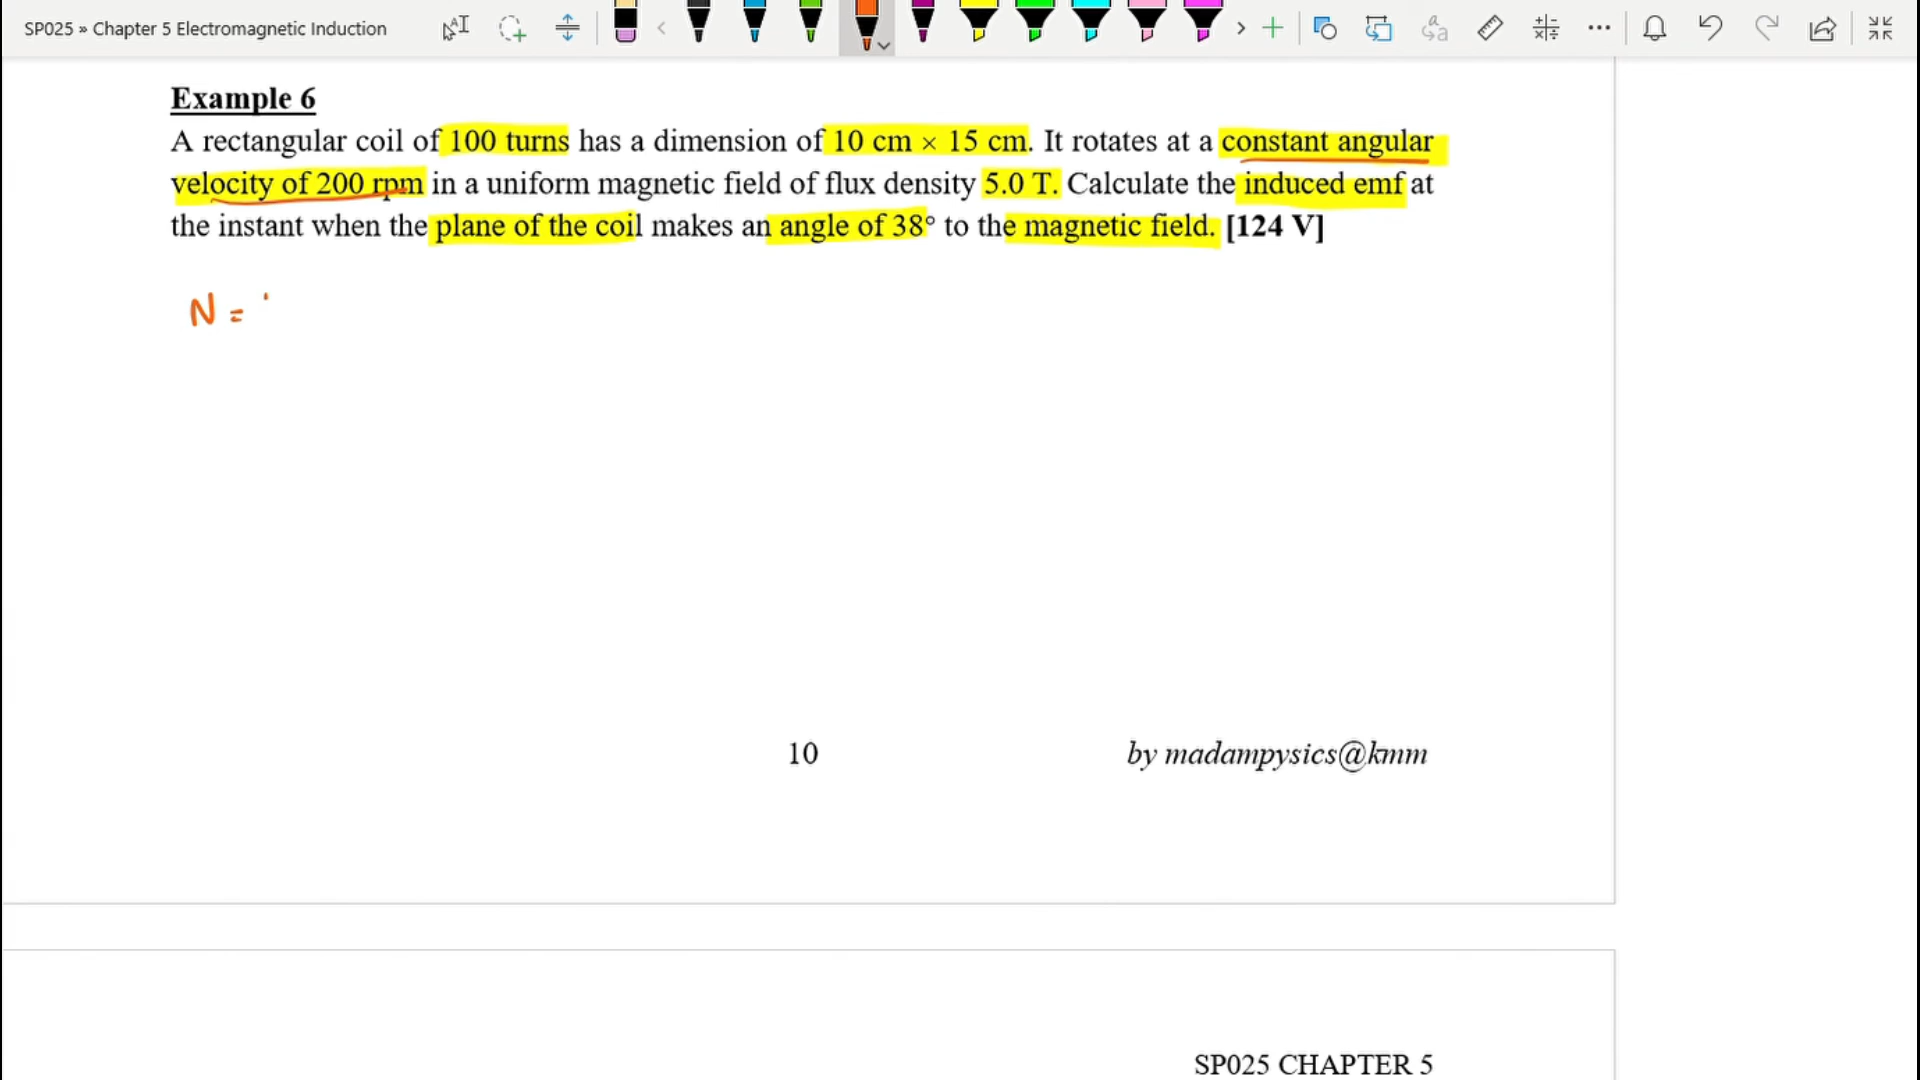 SP025 » Chapter 5 Electromagnetic Induction
Example 6
A rectangular coil of 100 turns has a dimension of 10 cm × 15 cm. It rotates at a constant angular
velocity of 200 rpm in a uniform magnetic field of flux density 5.0 T. Calculate the induced emf at
the instant when the plane of the coil makes an angle of 38° to the magnetic field. [124 V]
N =
10
by madampysics@kmm
SP025 CHAPTER 5